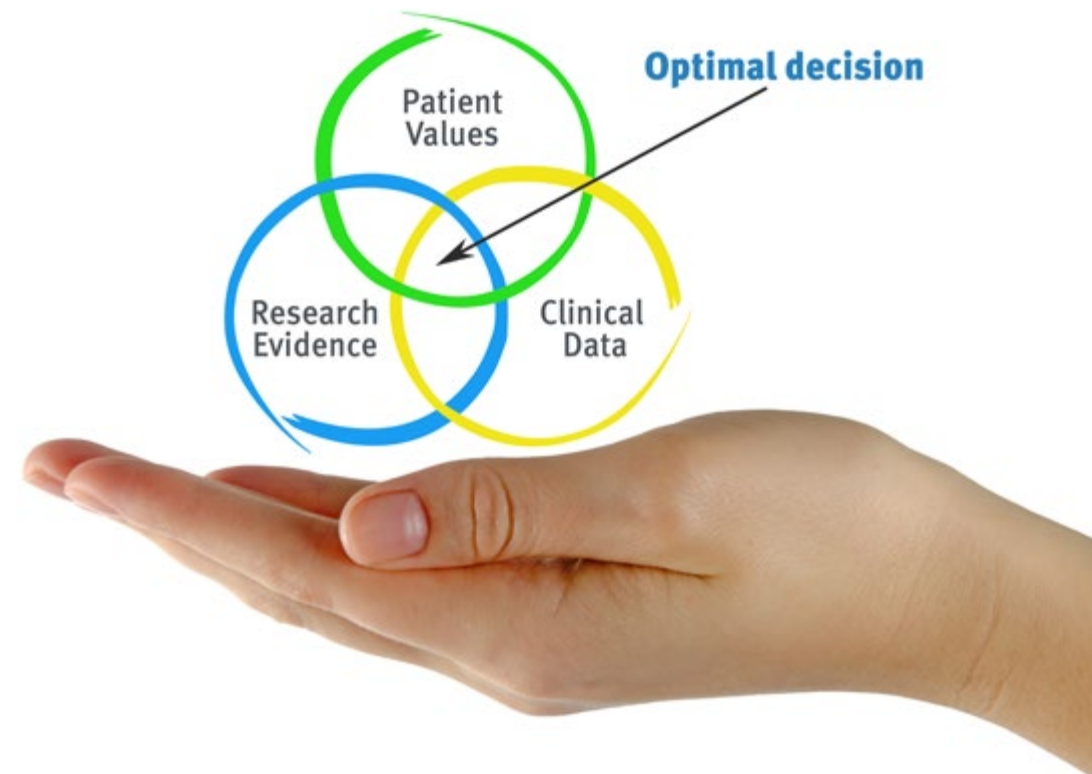 Optimal decision
Patient
Values
Research
Evidence
Clinical
Data